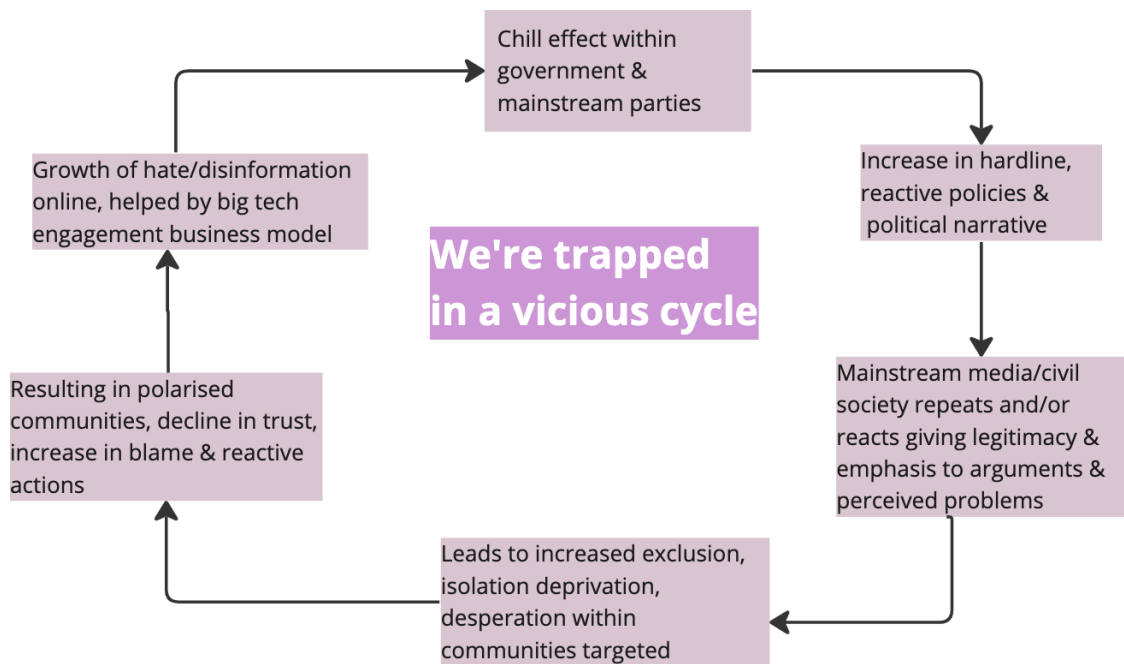 Chill effect within
government &
mainstream parties
Increase in hardline,
reactive policies &
political narrative
Mainstream media/civil
society repeats and/or
reacts giving legitimacy &
emphasis to arguments &
perceived problems
Leads to increased exclusion,
isolation deprivation,
desperation within
communities targeted
Resulting in polarised
communities, decline in trust,
increase in blame & reactive
actions
Growth of hate/disinformation
online, helped by big tech
engagement business model
We're trapped
in a vicious cycle